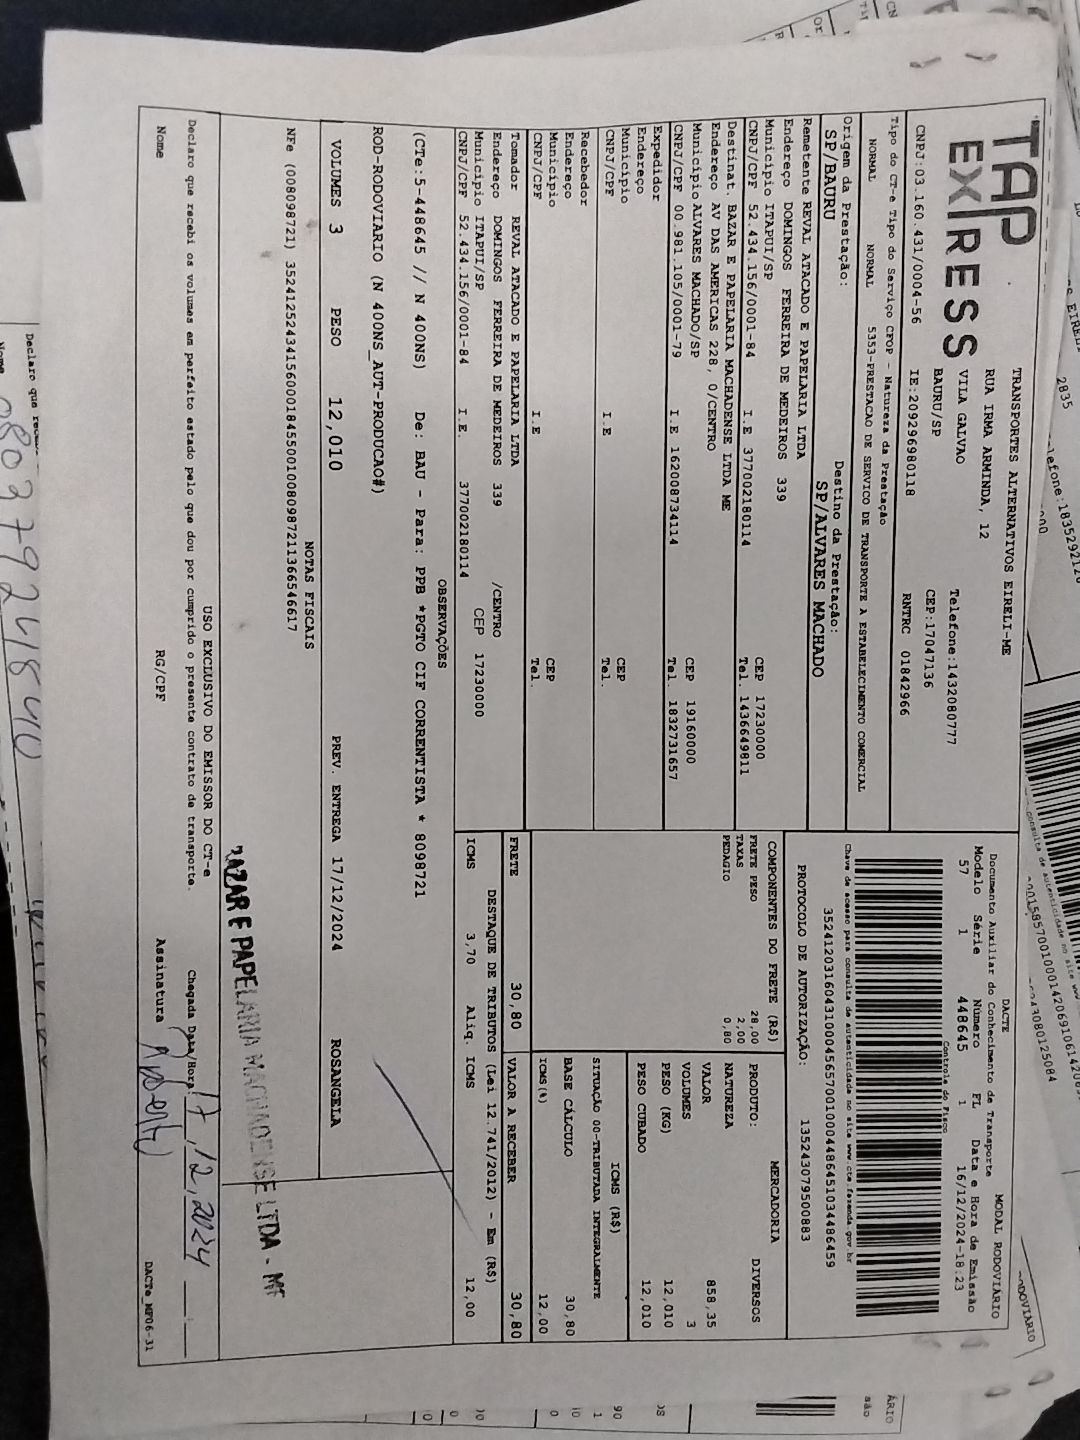 TAP
EXPRESS
TRANSPORTES ALTERNATIVOS EIRELI-ME
RUA IRMA ARMINDA, 12
VILA GALVAO
BAURU/SP
Telefone:1432080777
CEP:17047136
CNPJ:03.160.431/0004-56 IE:209296980118 RNTRC 01842966
DACTE
Documento Auxiliar do Conhecimento de Transporte
MODAL RODOVIÁRIO
Modelo Série Número FL Data e Hora de Emissão
57 1 448645 1 16/12/2024-18:23
Controle do Fisco
Chave de acesso para consulta de autenticidade no site www.cte.fazenda.gov.br
PROTOCOLO DE AUTORIZAÇÃO: 135243079500883
Tipo do CT-e Tipo do Serviço CFOP - Natureza da Prestação
NORMAL NORMAL 5353-PRESTACAO DE SERVICO DE TRANSPORTE A ESTABELECIMENTO COMERCIAL
Origem da Prestação: Destino da Prestação:
SP/BAURU SP/ALVARES MACHADO
Remetente REVAL ATACADO E PAPELARIA LTDA
Endereço DOMINGOS FERREIRA DE MEDEIROS 339
Município ITAPUI/SP CEP 17230000
CNPJ/CPF 52.434.156/0001-84 I.E 377002180114 Tel. 1436649811
Destinat. BAZAR E PAPELARIA MACHADENSE LTDA ME
Endereço AV DAS AMERICAS 228, 0/CENTRO
Município ALVARES MACHADO/SP CEP 19160000
CNPJ/CPF 00.981.105/0001-79 I.E 162008734114 Tel. 1832731657
Expedidor
Endereço
Município CEP
CNPJ/CPF I.E Tel.
Recebedor
Endereço
Município CEP
CNPJ/CPF I.E Tel.
Tomador REVAL ATACADO E PAPELARIA LTDA
Endereço DOMINGOS FERREIRA DE MEDEIROS 339 /CENTRO
Município ITAPUI/SP CEP 17230000
CNPJ/CPF 52.434.156/0001-84 I.E. 377002180114
COMPONENTES DO FRETE (R$)
FRETE PESO 28,00
TAXAS 2,00
PEDAGIO 0,80
MERCADORIA
PRODUTO: DIVERSOS
NATUREZA
VALOR 858,35
VOLUMES 3
PESO (KG) 12,010
PESO CUBADO 12,010
ICMS (R$)
SITUAÇÃO 00-TRIBUTADA INTEGRALMENTE
BASE CÁLCULO 30,80
ICMS(%) 12,00
FRETE 30,80 VALOR A RECEBER 30,80
DESTAQUE DE TRIBUTOS (Lei 12.741/2012) - Em (R$)
ICMS 3,70 Aliq. ICMS 12,00
OBSERVAÇÕES
(CTe:5-448645 // N 400NS) De: BAU - Para: PPB *PGTO CIF CORRENTISTA * 8098721
ROD-RODOVIARIO (N 400NS_AUT-PRODUCAO#)
VOLUMES 3 PESO 12,010 PREV. ENTREGA 17/12/2024 ROSANGELA
NOTAS FISCAIS
USO EXCLUSIVO DO EMISSOR DO CT-e
BAZAR E PAPELARIA MACHADENSE LTDA - ME
Declaro que recebi os volumes em perfeito estado pelo que dou por cumprido o presente contrato de transporte.
Chegada Data/Hora 17,12,2024
Nome RG/CPF Assinatura
DACTe_MF06-31